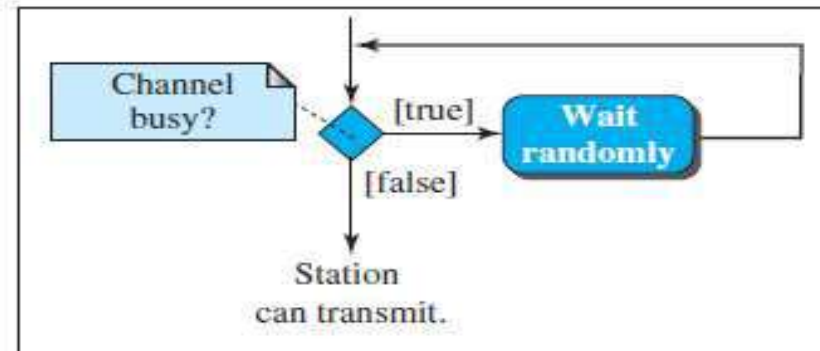 Channel
busy?
[true]
Wait
randomly
[false]
Station
can transmit.